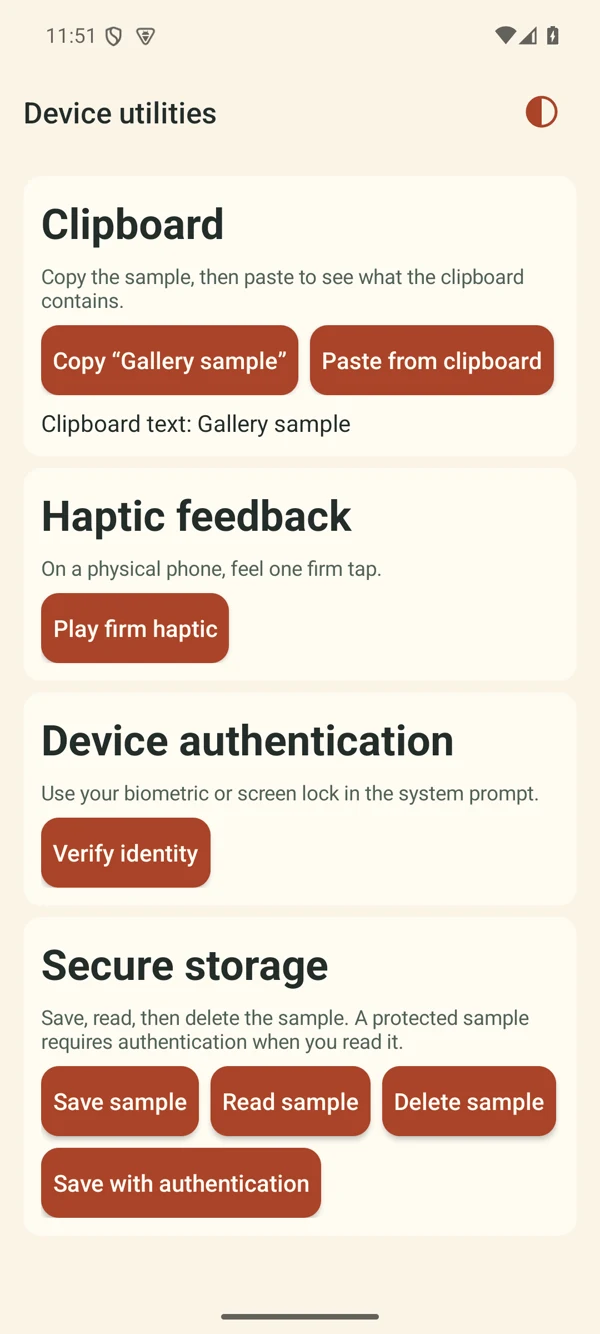 11:51
Device utilities
Clipboard
Copy the sample, then paste to see what the clipboard
contains.
Copy “Gallery sample”
Paste from clipboard
Clipboard text: Gallery sample
Haptic feedback
On a physical phone, feel one firm tap.
Play firm haptic
Device authentication
Use your biometric or screen lock in the system prompt.
Verify identity
Secure storage
Save, read, then delete the sample. A protected sample
requires authentication when you read it.
Save sample
Read sample
Delete sample
Save with authentication